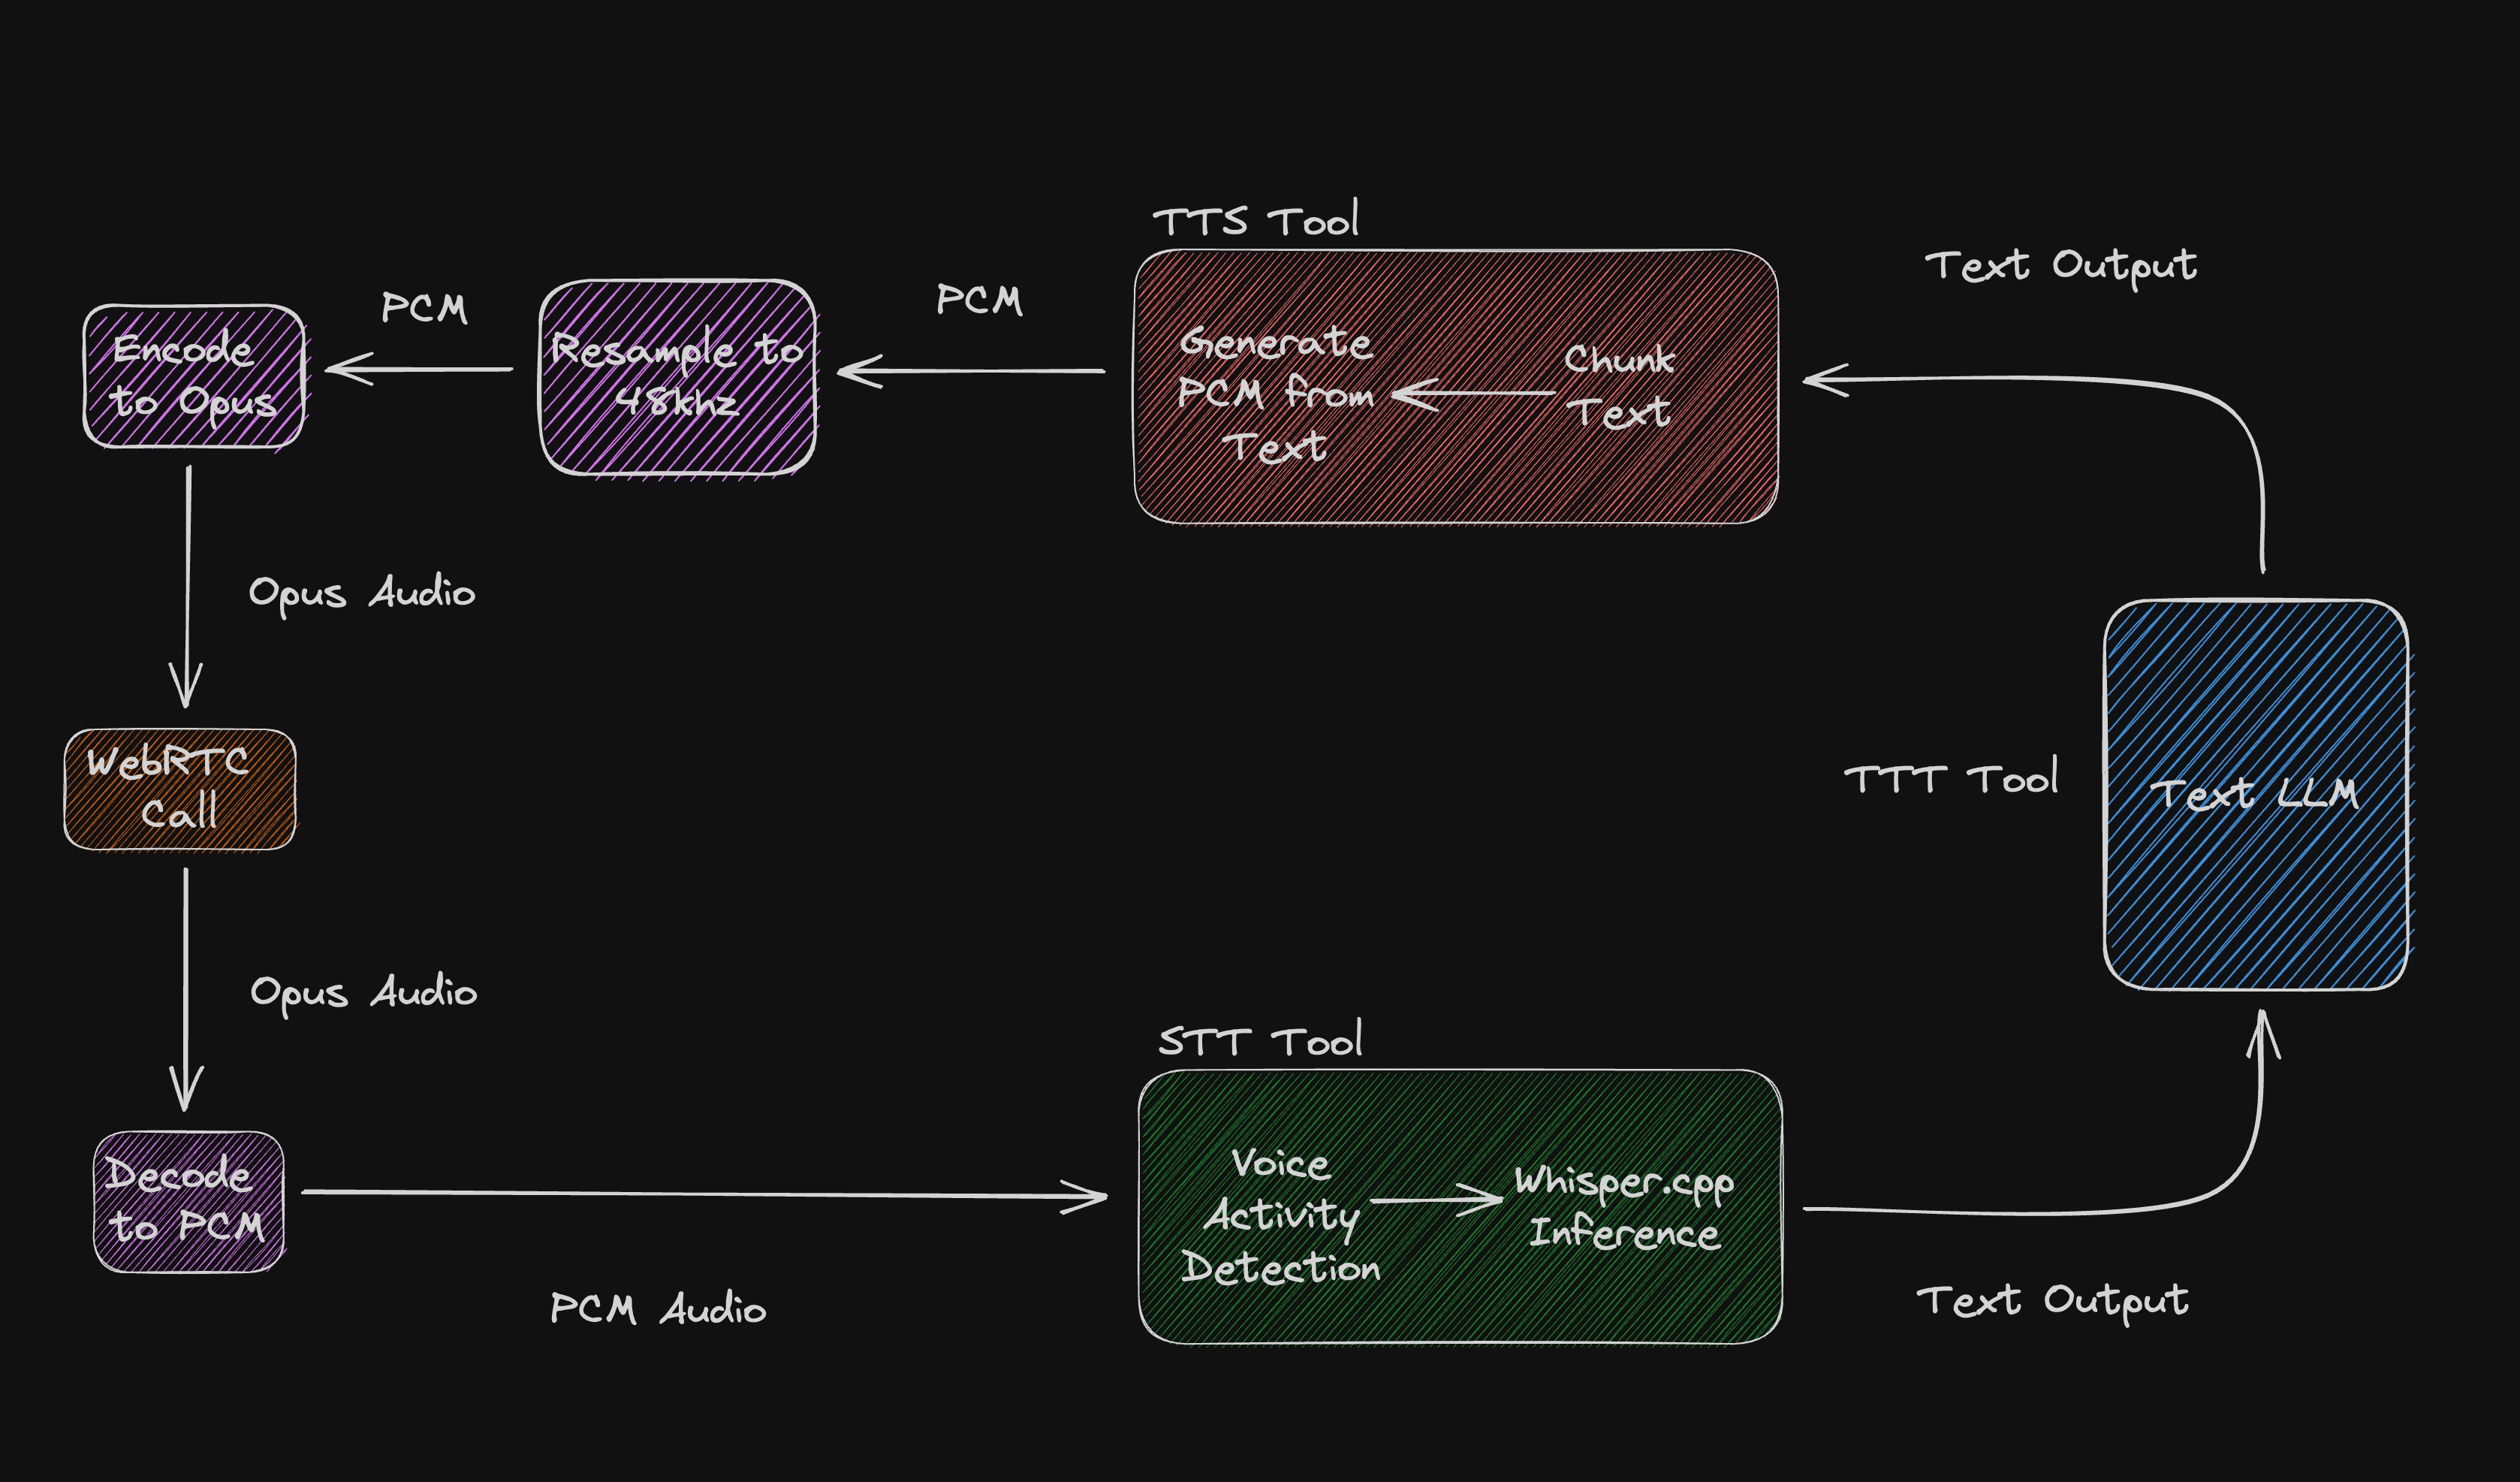 TTS Tool
Text Output
PCM
PCM
Encode
to Opus
Resample to
48khz
Generate
PCM from
Text
Chunk
Text
Opus Audio
WebRTC
Call
TTT Tool
Text LLM
Opus Audio
STT Tool
Decode
to PCM
Voice
Activity
Detection
Whisper.cpp
Inference
PCM Audio
Text Output